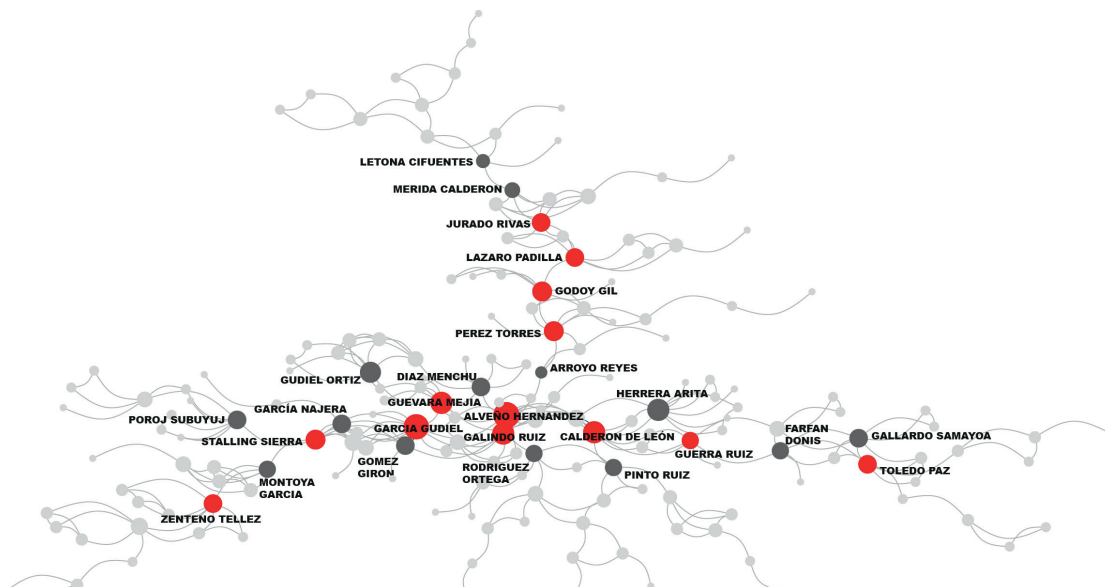 LETONA CIFUENTES
MERIDA CALDERON
JURADO RIVAS
LAZARO PADILLA
GODOY GIL
PEREZ TORRES
ARROYO REYES
GUDIEL ORTIZ
DIAZ MENCHU
HERRERA ARITA
GUEVARA MEJÍA
GARCÍA NAJERA
ALVEÑO HERNANDEZ
POROJ SUBUYUJ
GARCIA GUDIEL
STALLING SIERRA
GALINDO RUIZ
CALDERON DE LEÓN
FARFAN
DONIS
GALLARDO SAMAYOA
GUERRA RUIZ
GOMEZ
GIRON
RODRIGUEZ
ORTEGA
PINTO RUIZ
TOLEDO PAZ
MONTOYA
GARCIA
ZENTENO TELLEZ